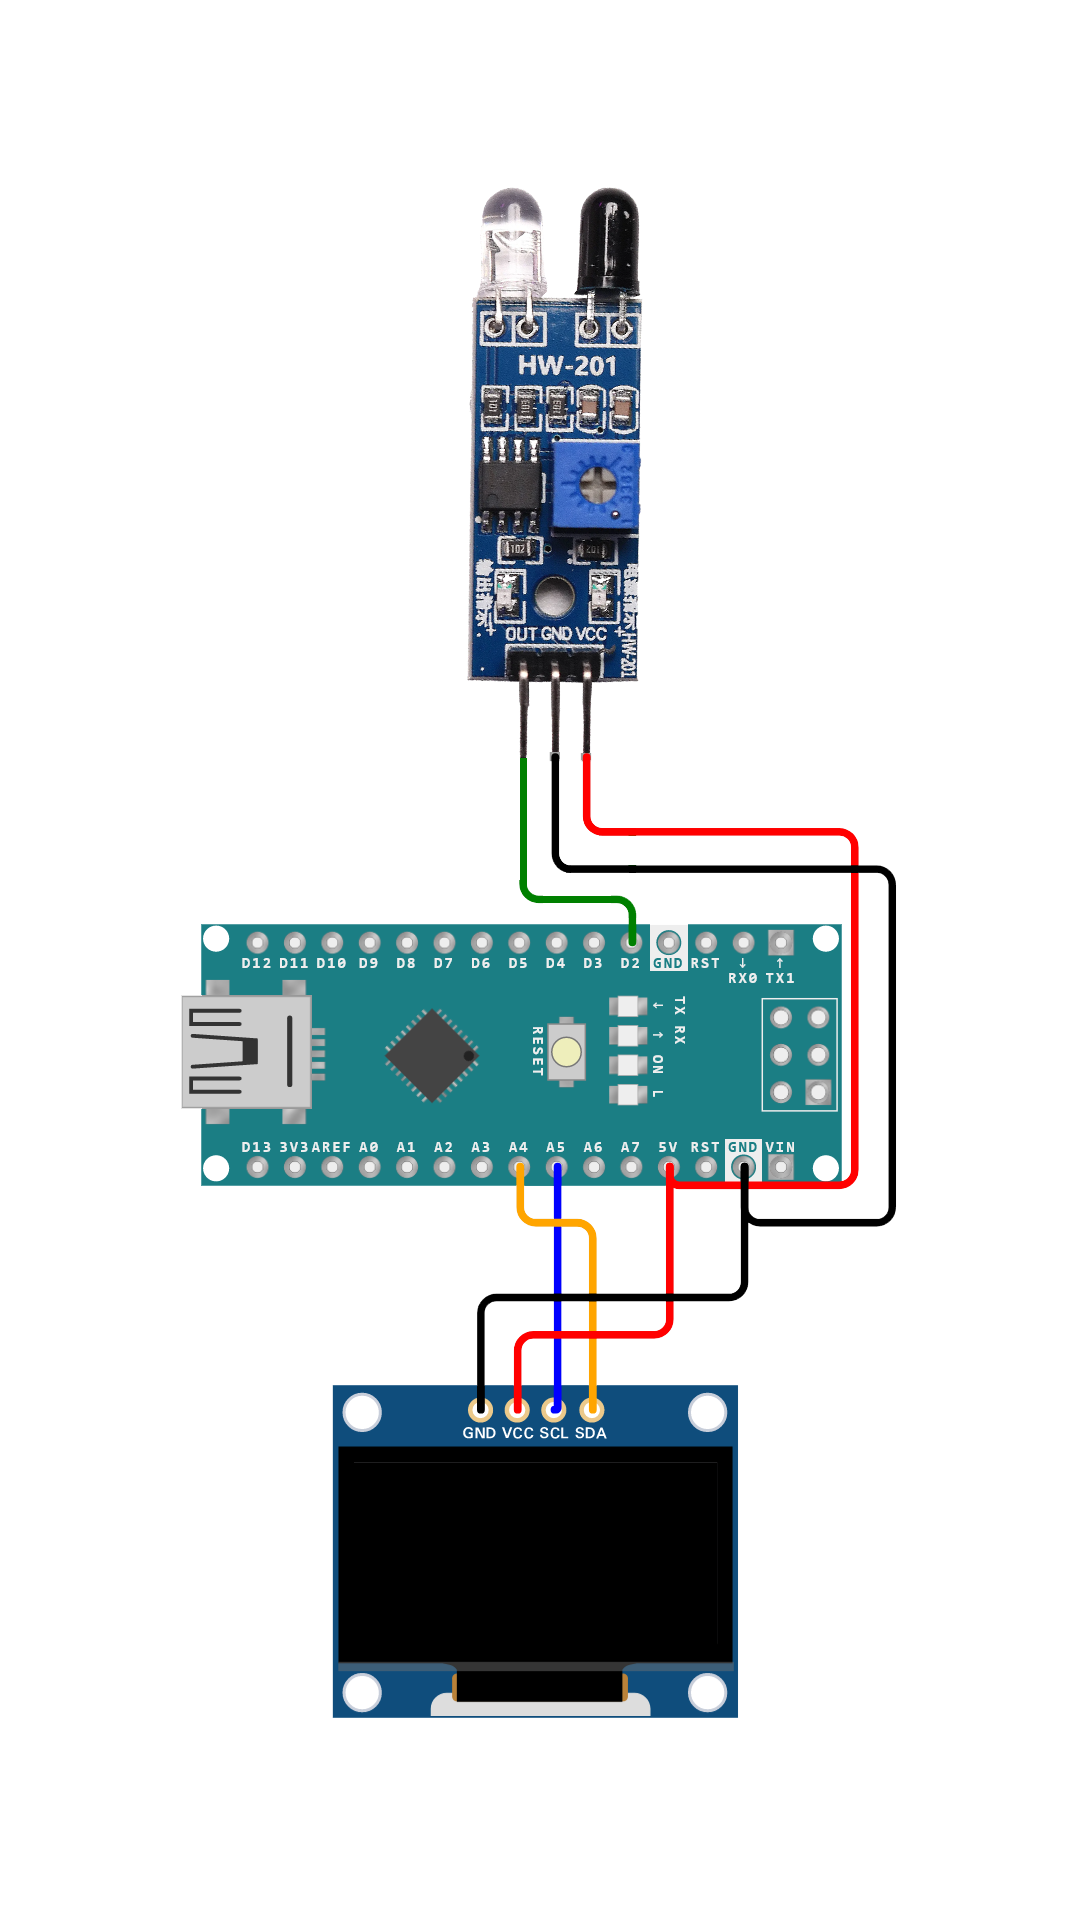 HW-201
101
102
201
3362
OUT GND VCC
HW-201
D12 D11 D10 D9 D8 D7 D6 D5 D4 D3 D2 GND RST ↓ ↑
RX0 TX1
TX RX
ON
L
RESET
D13 3V3 AREF A0 A1 A2 A3 A4 A5 A6 A7 5V RST GND VIN
GND VCC SCL SDA